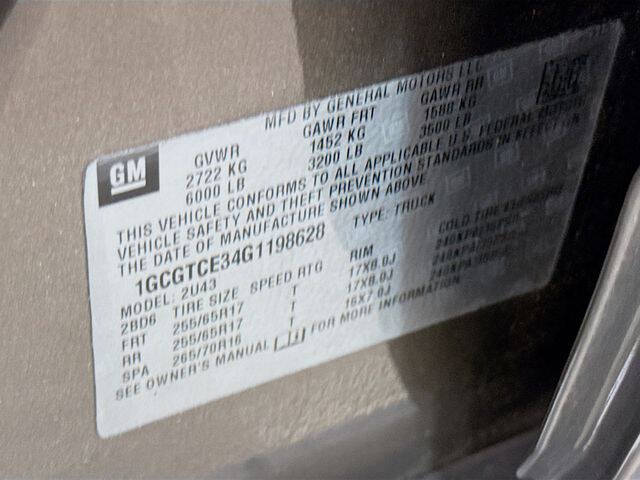 GM
MFD BY GENERAL MOTORS LLC
GVWR GAWR FRT GAWR RR
2722 KG 1452 KG 1588 KG
6000 LB 3200 LB 3500 LB
THIS VEHICLE CONFORMS TO ALL APPLICABLE U.S. FEDERAL MOTOR
VEHICLE SAFETY AND THEFT PREVENTION STANDARDS IN EFFECT ON
THE DATE OF MANUFACTURE SHOWN ABOVE
1GCGTCE34G1198628 TYPE: TRUCK
MODEL: 2U43
2BD6 TIRE SIZE SPEED RTG RIM COLD TIRE
FRT 255/65R17 T 17X8.0J
RR 255/65R17 T 17X8.0J
SPA 265/70R16 T 16X7.0J
SEE OWNER'S MANUAL FOR MORE INFORMATION